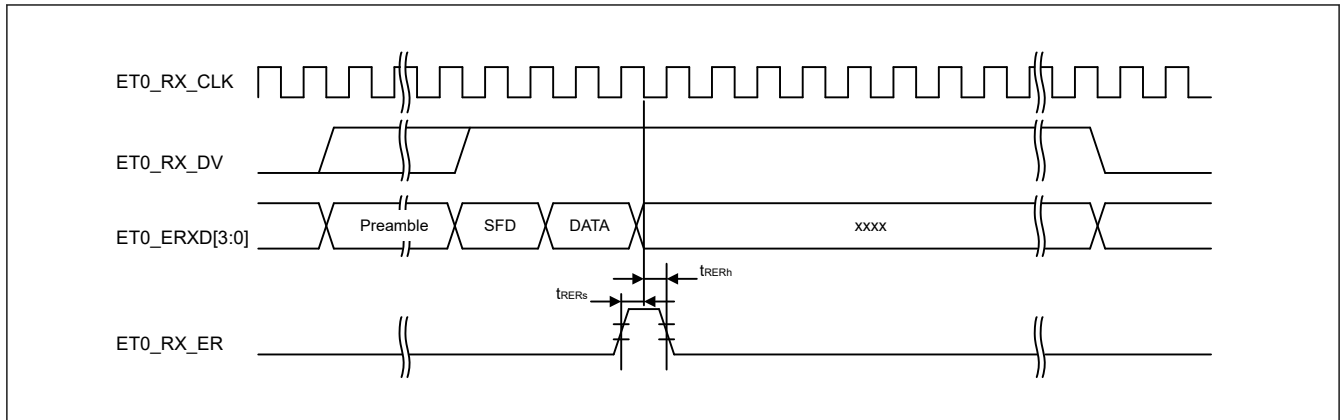 ET0_RX_CLK
ET0_RX_DV
ET0_ERXD[3:0]
Preamble SFD DATA xxxx
tRERh
tRERs
ET0_RX_ER